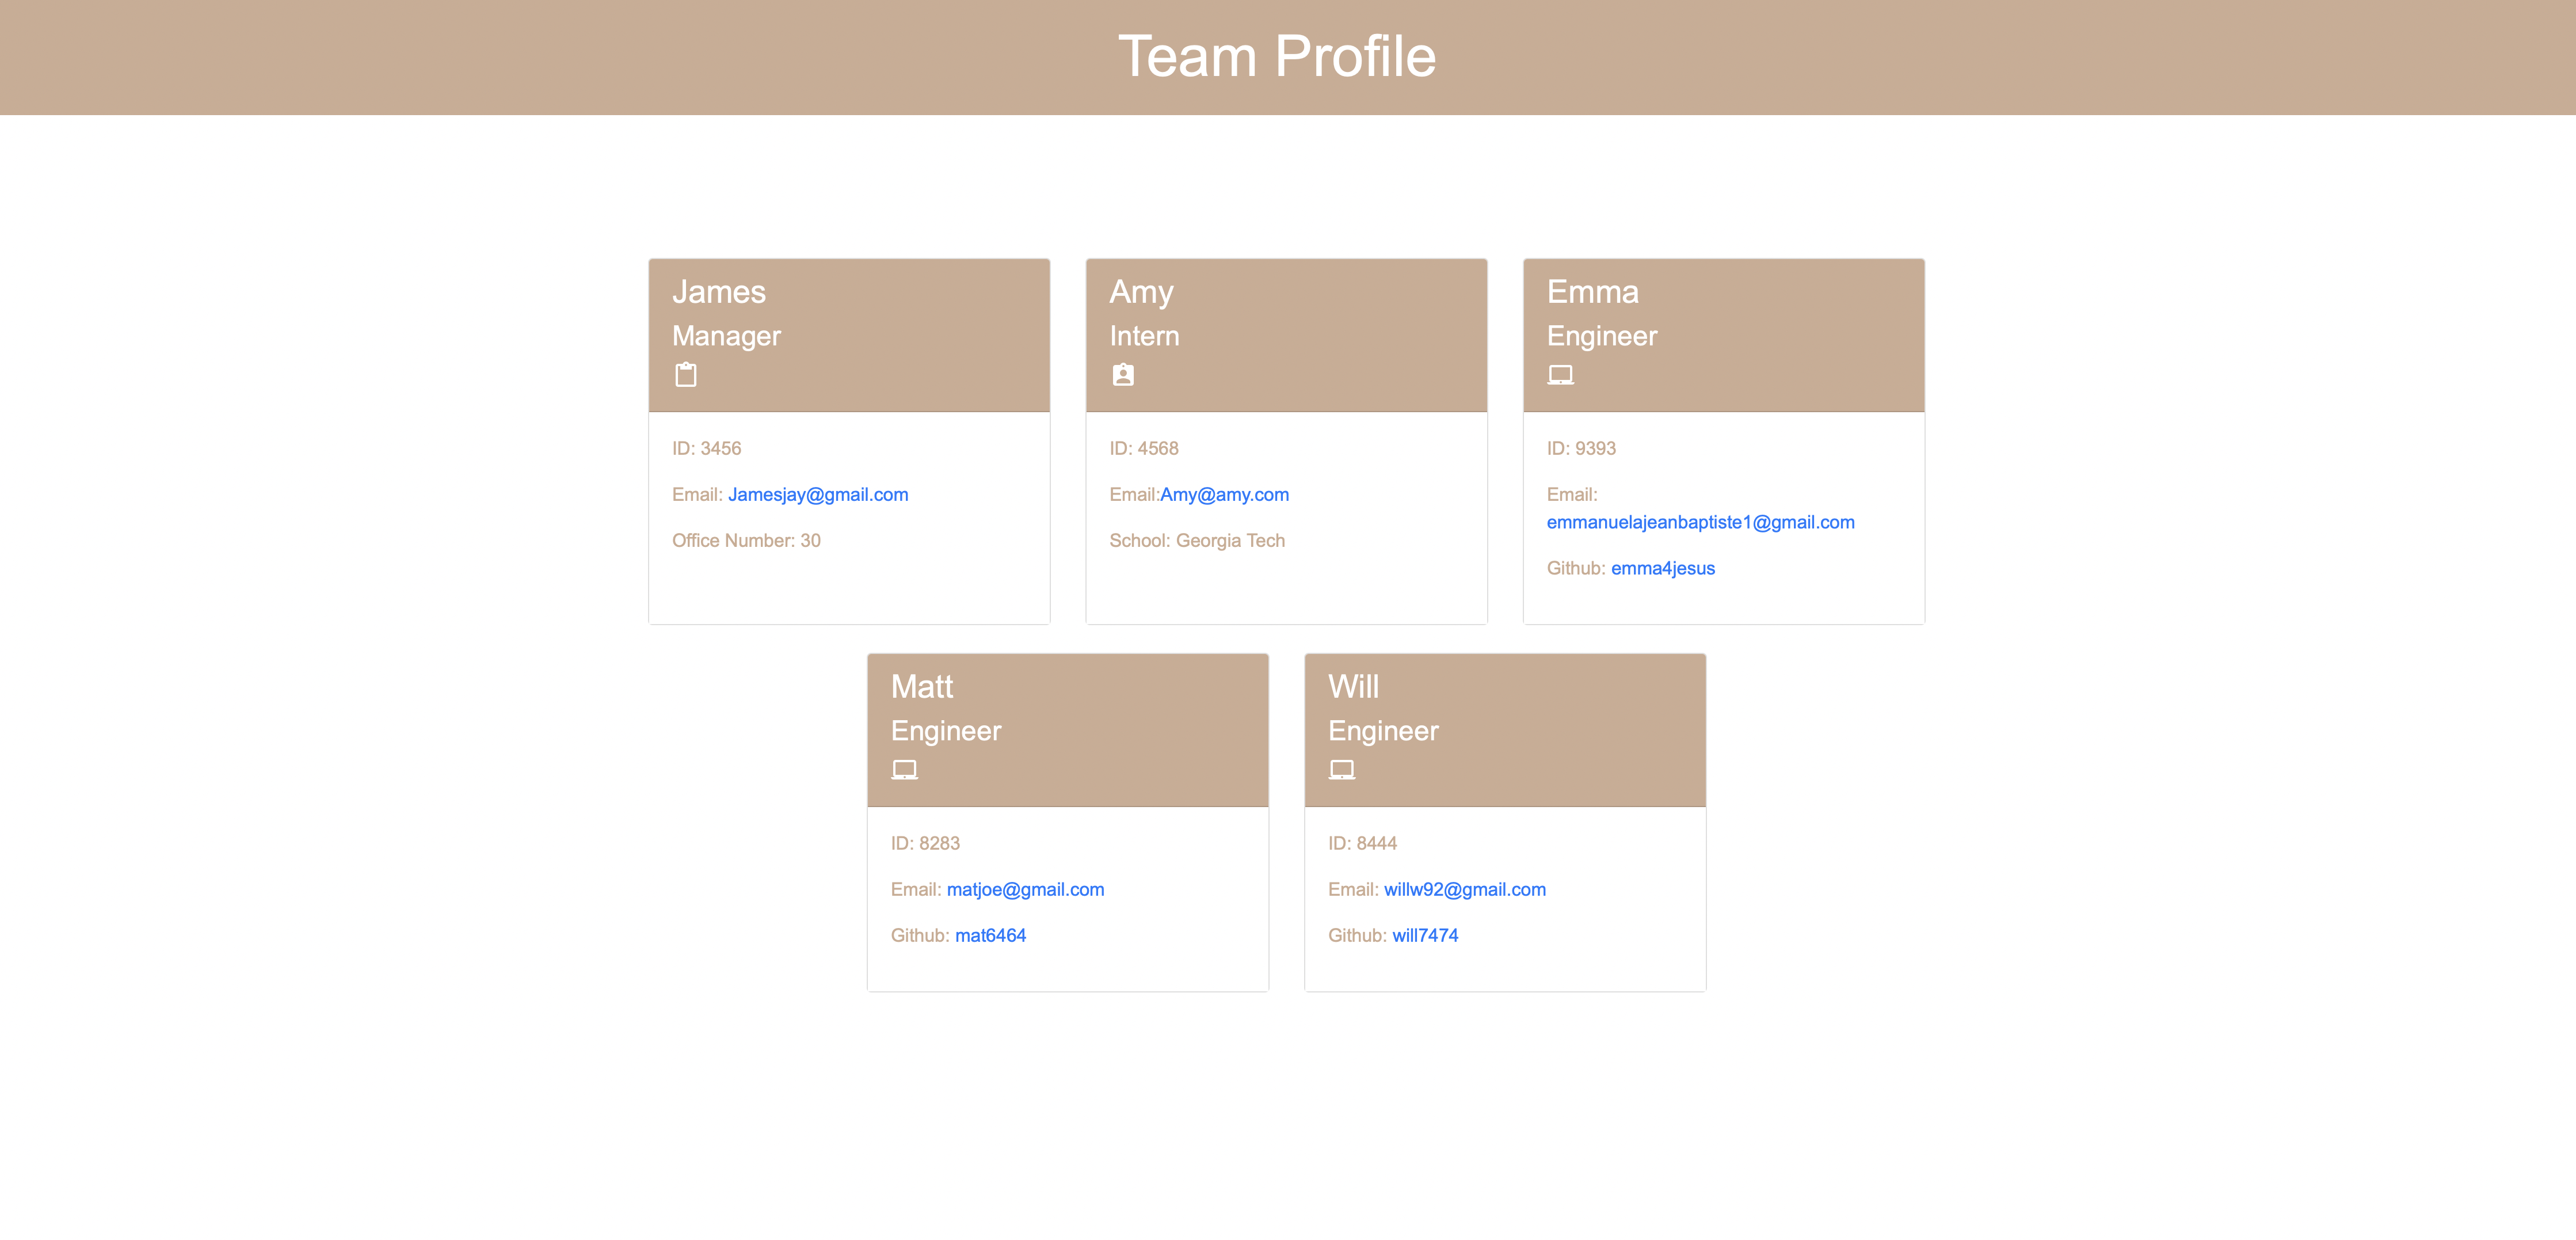 Team Profile
James
Manager
ID: 3456
Email: Jamesjay@gmail.com
Office Number: 30
Amy
Intern
ID: 4568
Email:Amy@amy.com
School: Georgia Tech
Emma
Engineer
ID: 9393
Email:
emmanuelajeanbaptiste1@gmail.com
Github: emma4jesus
Matt
Engineer
ID: 8283
Email: matjoe@gmail.com
Github: mat6464
Will
Engineer
ID: 8444
Email: willw92@gmail.com
Github: will7474